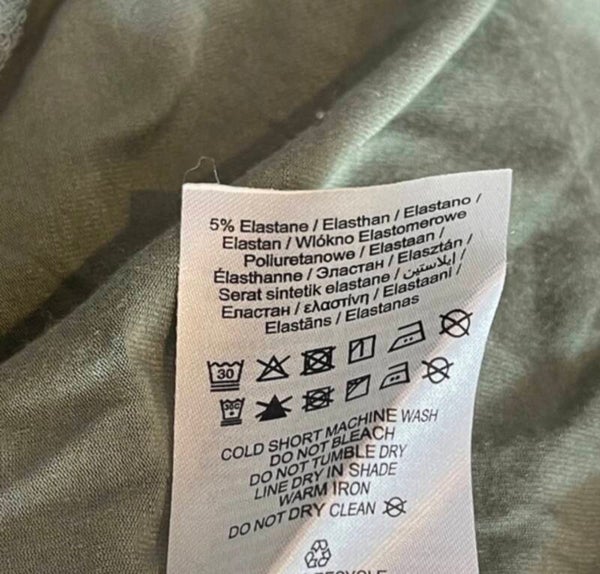 5% Elastane / Elasthan / Elastano /
Elastan / Włókno Elastomerowe
Poliuretanowe / Elastaan /
Élasthanne / Эластан / Elasztán /
Serat sintetik elastane / إيلاستين /
Еластан / ελαστίνη / Elastaani /
Elastāns / Elastanas
30
30C
COLD SHORT MACHINE WASH
DO NOT BLEACH
DO NOT TUMBLE DRY
LINE DRY IN SHADE
WARM IRON
DO NOT DRY CLEAN
RECYCLE